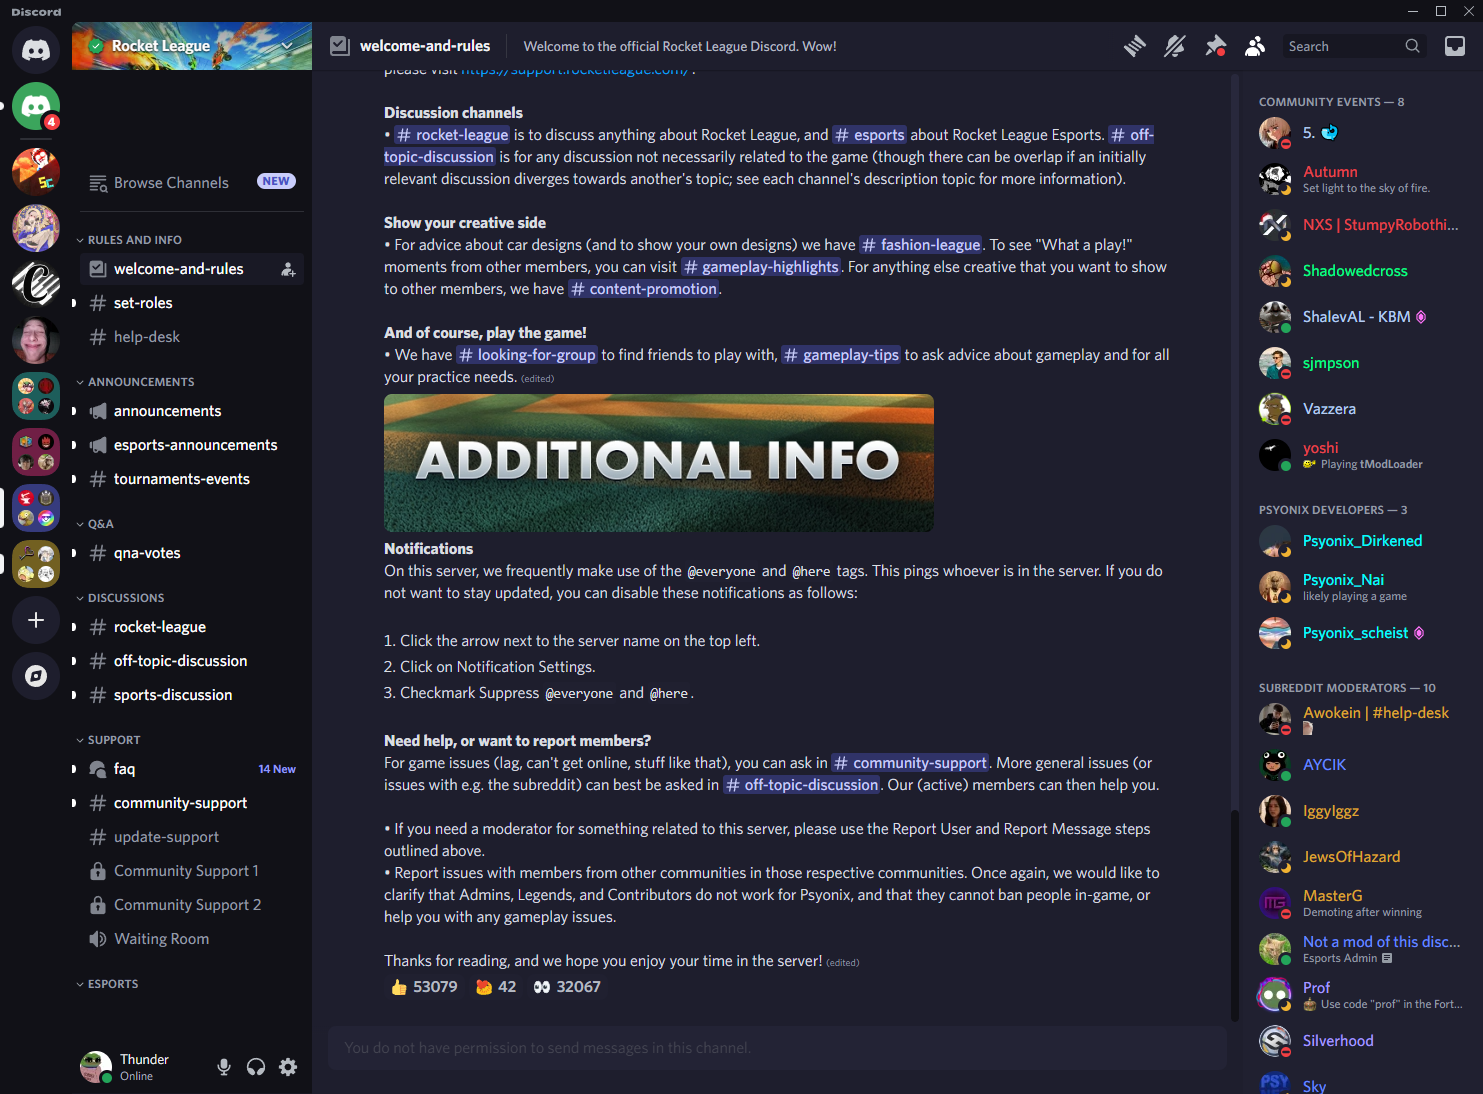 Discord
Rocket League
welcome-and-rules
Welcome to the official Rocket League Discord. Wow!
Search
4
Browse Channels
NEW
RULES AND INFO
welcome-and-rules
set-roles
help-desk
ANNOUNCEMENTS
announcements
esports-announcements
tournaments-events
Q&A
qna-votes
DISCUSSIONS
rocket-league
off-topic-discussion
sports-discussion
SUPPORT
faq
14 New
community-support
update-support
Community Support 1
Community Support 2
Waiting Room
ESPORTS
Thunder
Online
please visit https://support.rocketleague.com/ .
Discussion channels
• # rocket-league is to discuss anything about Rocket League, and # esports about Rocket League Esports. # off-
topic-discussion is for any discussion not necessarily related to the game (though there can be overlap if an initially
relevant discussion diverges towards another's topic; see each channel's description topic for more information).
Show your creative side
• For advice about car designs (and to show your own designs) we have # fashion-league. To see "What a play!"
moments from other members, you can visit # gameplay-highlights. For anything else creative that you want to show
to other members, we have # content-promotion.
And of course, play the game!
• We have # looking-for-group to find friends to play with, # gameplay-tips to ask advice about gameplay and for all
your practice needs. (edited)
ADDITIONAL INFO
Notifications
On this server, we frequently make use of the @everyone and @here tags. This pings whoever is in the server. If you do
not want to stay updated, you can disable these notifications as follows:
1. Click the arrow next to the server name on the top left.
2. Click on Notification Settings.
3. Checkmark Suppress @everyone and @here.
Need help, or want to report members?
For game issues (lag, can't get online, stuff like that), you can ask in # community-support. More general issues (or
issues with e.g. the subreddit) can best be asked in # off-topic-discussion. Our (active) members can then help you.
• If you need a moderator for something related to this server, please use the Report User and Report Message steps
outlined above.
• Report issues with members from other communities in those respective communities. Once again, we would like to
clarify that Admins, Legends, and Contributors do not work for Psyonix, and that they cannot ban people in-game, or
help you with any gameplay issues.
Thanks for reading, and we hope you enjoy your time in the server! (edited)
53079
42
32067
You do not have permission to send messages in this channel.
COMMUNITY EVENTS — 8
5.
Autumn
Set light to the sky of fire.
NXS | StumpyRobothi...
Shadowedcross
ShalevAL - KBM
sjmpson
Vazzera
yoshi
Playing tModLoader
PSYONIX DEVELOPERS — 3
Psyonix_Dirkened
Psyonix_Nai
likely playing a game
Psyonix_scheist
SUBREDDIT MODERATORS — 10
Awokein | #help-desk
AYCIK
IggyIggz
JewsOfHazard
MasterG
Demoting after winning
Not a mod of this disc...
Esports Admin
Prof
Use code "prof" in the Fort...
Silverhood
Sky